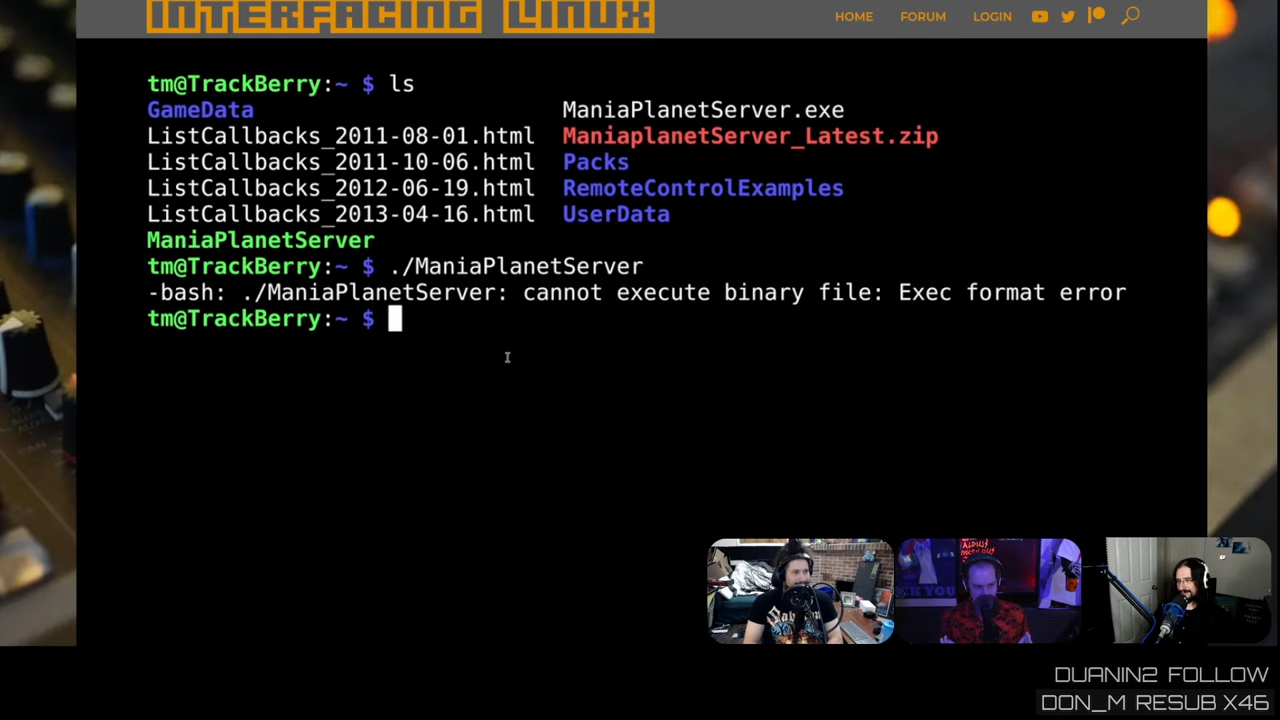 INTERFACING LINUX
HOME FORUM LOGIN
tm@TrackBerry:~ $ ls
GameData ManiaPlanetServer.exe
ListCallbacks_2011-08-01.html ManiaplanetServer_Latest.zip
ListCallbacks_2011-10-06.html Packs
ListCallbacks_2012-06-19.html RemoteControlExamples
ListCallbacks_2013-04-16.html UserData
ManiaPlanetServer
tm@TrackBerry:~ $ ./ManiaPlanetServer
-bash: ./ManiaPlanetServer: cannot execute binary file: Exec format error
tm@TrackBerry:~ $
DUANIN2 FOLLOW
DON_M RESUB X46